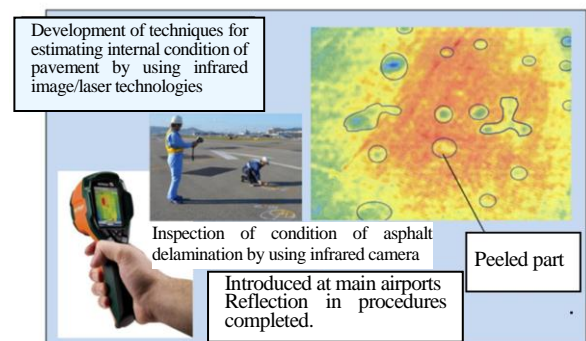 Development of techniques for
estimating internal condition of
pavement by using infrared
image/laser technologies
Inspection of condition of asphalt
delamination by using infrared camera
Peeled part
Introduced at main airports
Reflection in procedures
completed.